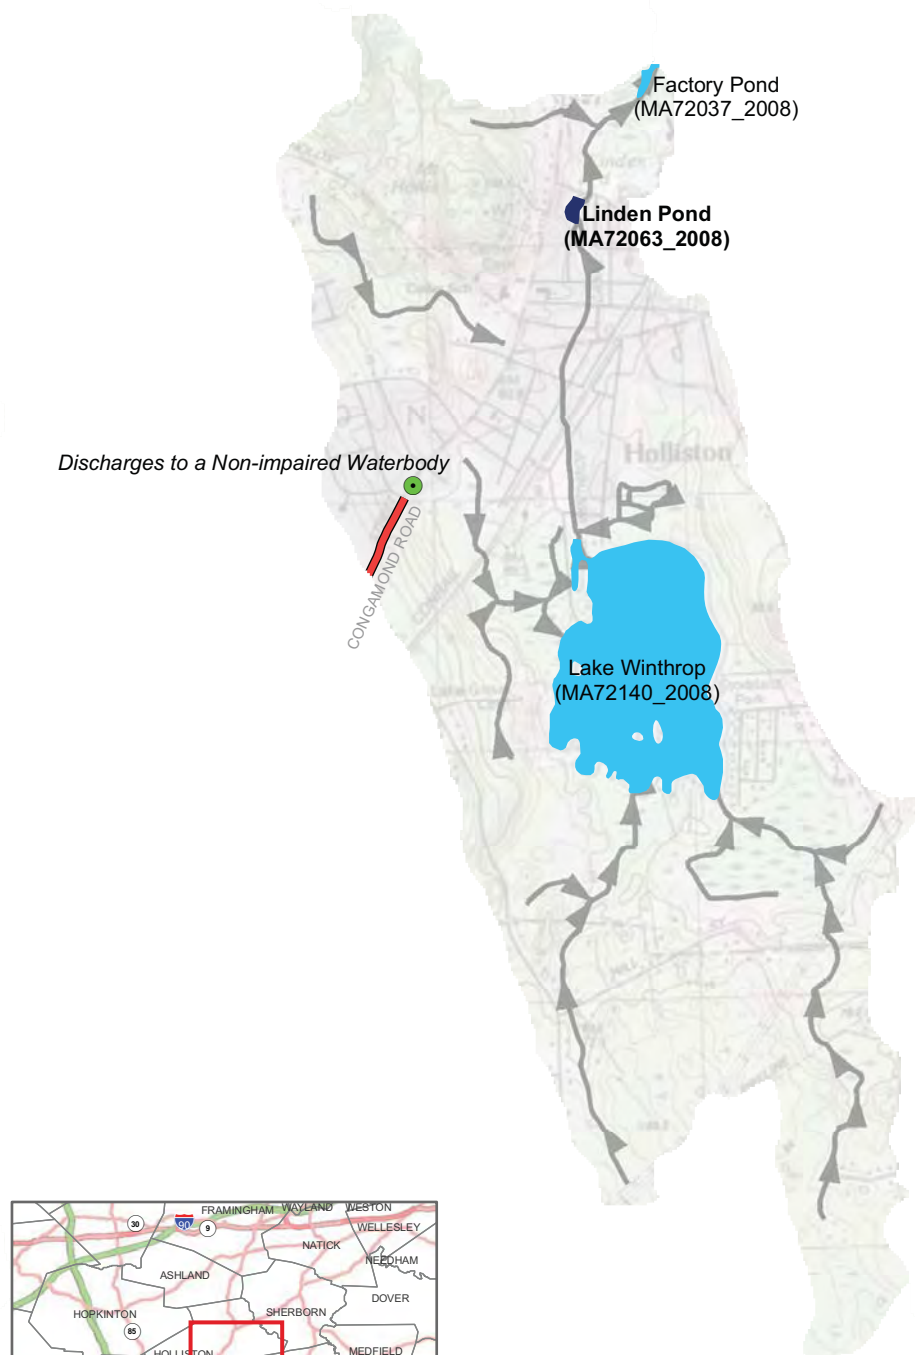 Factory Pond
(MA72037_2008)
Linden Pond
(MA72063_2008)
Discharges to a Non-impaired Waterbody
Holliston
CONGAMOND ROAD
Lake Winthrop
(MA72140_2008)
FRAMINGHAM
WAYLAND
WESTON
30
90
9
WELLESLEY
NATICK
NEEDHAM
ASHLAND
DOVER
HOPKINTON
SHERBORN
85
HOLLISTON
MEDFIELD